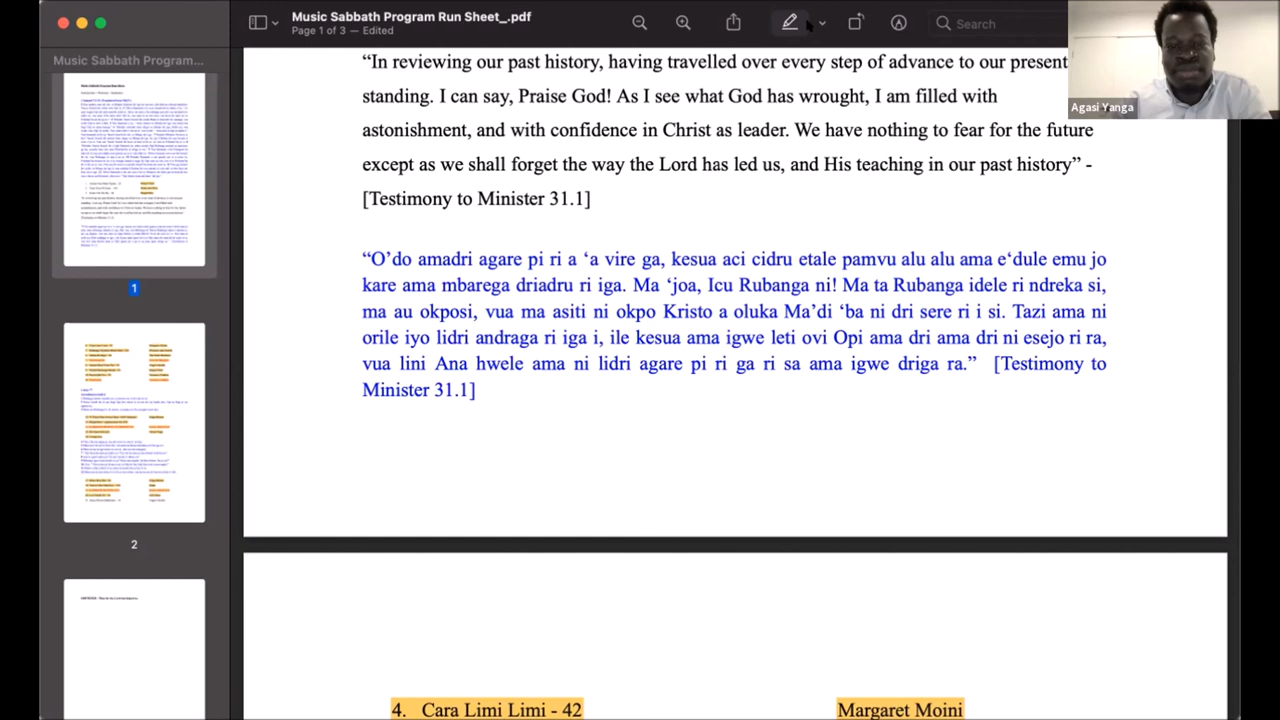 Music Sabbath Program Run Sheet_.pdf
Page 1 of 3 — Edited
Search
Music Sabbath Program...
Agasi Yanga
“In reviewing our past history, having travelled over every step of advance to our present
nding. I can say, Praise God! As I see what God has wrought, I am filled with
and with confidence in Christ as leader. We have nothing to fear for the future
except as we shall forget the way the Lord has led us, and His teaching in our past history” -
[Testimony to Minister 31.1]
“O’do amadri agare pi ri a ‘a vire ga, kesua aci cidru etale pamvu alu alu ama e‘dule emu jo
kare ama mbarega driadru ri iga. Ma ‘joa, Icu Rubanga ni! Ma ta Rubanga idele ri ndreka si,
ma au okposi, vua ma asiti ni okpo Kristo a oluka Ma’di ‘ba ni dri sere ri i si. Tazi ama ni
orile iyo lidri andraga ri iga i, ile kesua ama igwe leti ovi Opi ama dri ama dri ni esejo ri ra,
vua lini Ana hwele ama ni lidri agare pi ri ga ri sa ama igwe driga ra.” [Testimony to
Minister 31.1]
1
2
4. Cara Limi Limi - 42 Margaret Moini